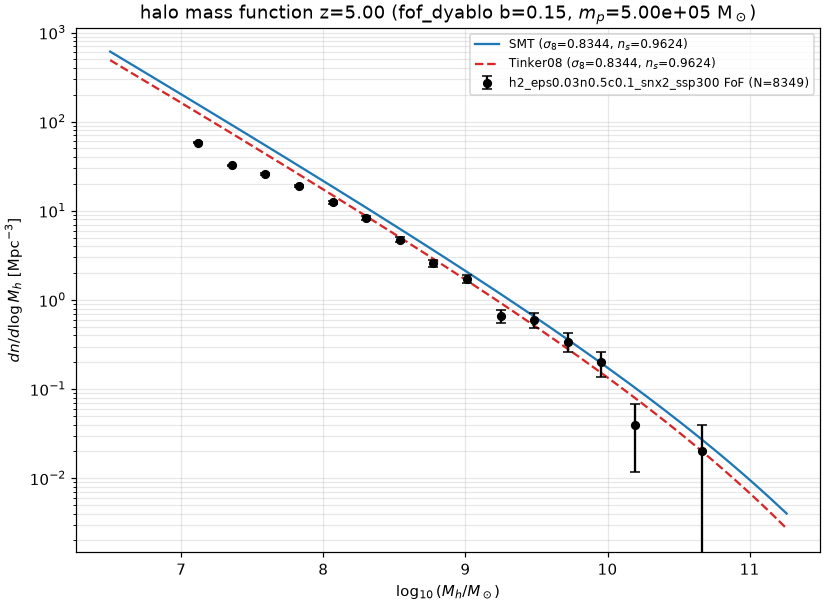 halo mass function z=5.00 (fof_dyablo b=0.15, $m_p$=5.00e+05 M$_\odot$)
SMT ($\sigma_8$=0.8344, $n_s$=0.9624)
Tinker08 ($\sigma_8$=0.8344, $n_s$=0.9624)
h2_eps0.03n0.5c0.1_snx2_ssp300 FoF (N=8349)
$dn/d\log M_h$ [Mpc$^{-3}$]
$10^3$
$10^2$
$10^1$
$10^0$
$10^{-1}$
$10^{-2}$
7 8 9 10 11
$\log_{10}(M_h/M_\odot)$